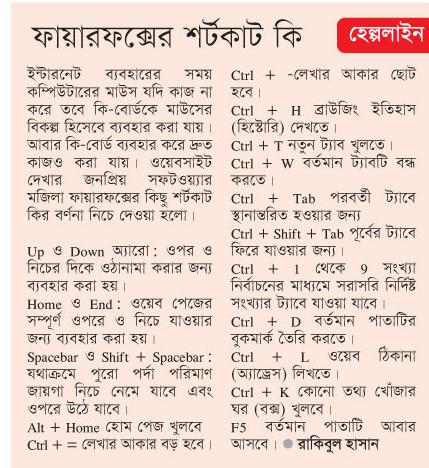 ফায়ারফক্সের শর্টকাট কি
হেল্পলাইন
ইন্টারনেট ব্যবহারের সময়
কম্পিউটারের মাউস যদি কাজ না
করে তবে কি-বোর্ডকে মাউসের
বিকল্প হিসেবে ব্যবহার করা যায়।
আবার কি-বোর্ড ব্যবহার করে দ্রুত
কাজও করা যায়। ওয়েবসাইট
দেখার জনপ্রিয় সফটওয়্যার
মজিলা ফায়ারফক্সের কিছু শর্টকাট
কির বর্ণনা নিচে দেওয়া হলো।
Up ও Down অ্যারো : ওপর ও
নিচের দিকে ওঠানামা করার জন্য
ব্যবহার করা হয়।
Home ও End : ওয়েব পেজের
সম্পূর্ণ ওপরে ও নিচে যাওয়ার
জন্য ব্যবহার করা হয়।
Spacebar ও Shift + Spacebar :
যথাক্রমে পুরো পর্দা পরিমাণ
জায়গা নিচে নেমে যাবে এবং
ওপরে উঠে যাবে।
Alt + Home হোম পেজ খুলবে
Ctrl + = লেখার আকার বড় হবে।
Ctrl + -লেখার আকার ছোট
হবে।
Ctrl + H ব্রাউজিং ইতিহাস
(হিস্টোরি) দেখতে।
Ctrl + T নতুন ট্যাব খুলতে।
Ctrl + W বর্তমান ট্যাবটি বন্ধ
করতে।
Ctrl + Tab পরবর্তী ট্যাবে
স্থানান্তরিত হওয়ার জন্য
Ctrl + Shift + Tab পূর্বের ট্যাবে
ফিরে যাওয়ার জন্য।
Ctrl + 1 থেকে 9 সংখ্যা
নির্বাচনের মাধ্যমে সরাসরি নির্দিষ্ট
সংখ্যার ট্যাবে যাওয়া যাবে।
Ctrl + D বর্তমান পাতাটির
বুকমার্ক তৈরি করতে।
Ctrl + L ওয়েব ঠিকানা
(অ্যাড্রেস) লিখতে।
Ctrl + K কোনো তথ্য খোঁজার
ঘর (বক্স) খুলবে।
F5 বর্তমান পাতাটি আবার
আসবে। ● রাকিবুল হাসান